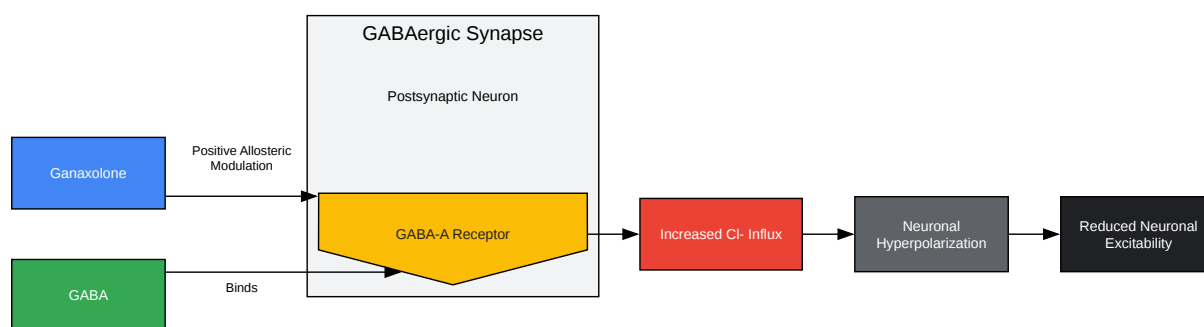 GABAergic Synapse
Postsynaptic Neuron
Ganaxolone
Positive Allosteric
Modulation
GABA-A Receptor
Increased Cl- Influx
Neuronal
Hyperpolarization
Reduced Neuronal
Excitability
GABA
Binds